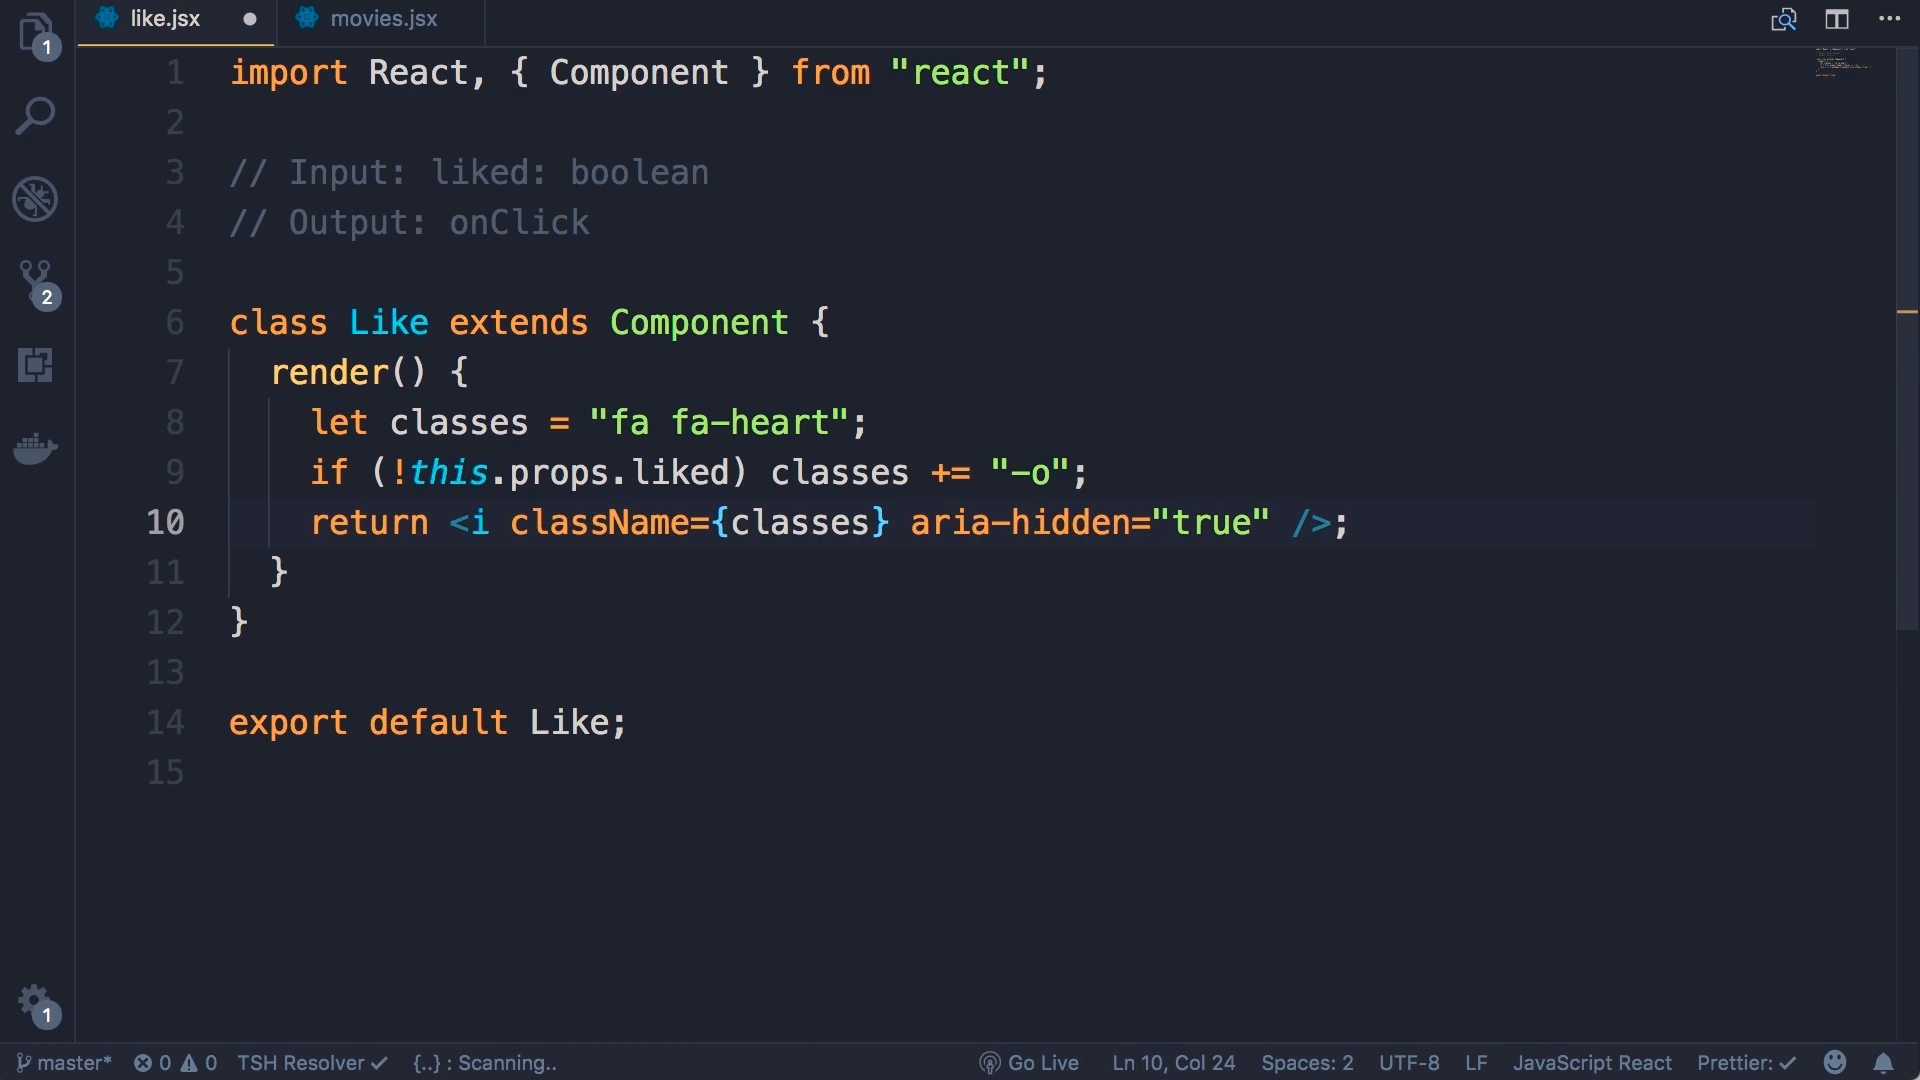 like.jsx
movies.jsx
1
1 import React, { Component } from "react";
2
3 // Input: liked: boolean
4 // Output: onClick
5
2
6 class Like extends Component {
7 render() {
8 let classes = "fa fa-heart";
9 if (!this.props.liked) classes += "-o";
10 return <i className={classes} aria-hidden="true" />;
11 }
12 }
13
14 export default Like;
15
1
master* 0 0 TSH Resolver ✓ {..} : Scanning.. Go Live Ln 10, Col 24 Spaces: 2 UTF-8 LF JavaScript React Prettier: ✓